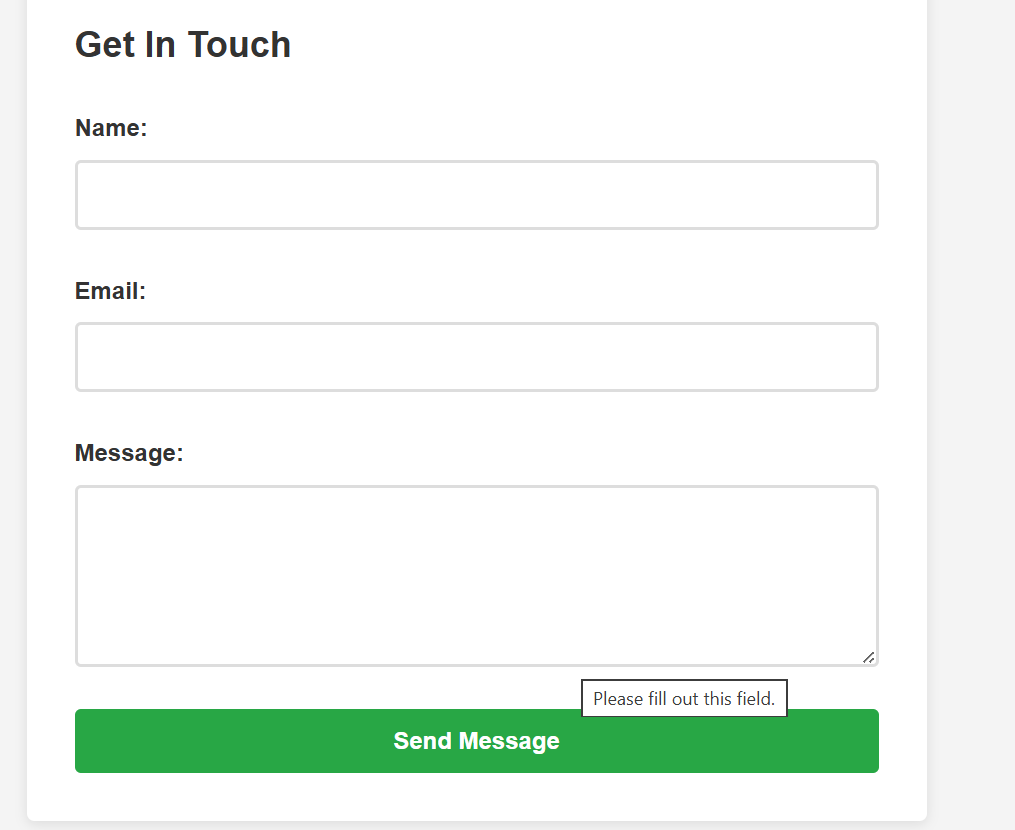 Get In Touch
Name:
Email:
Message:
Please fill out this field.
Send Message